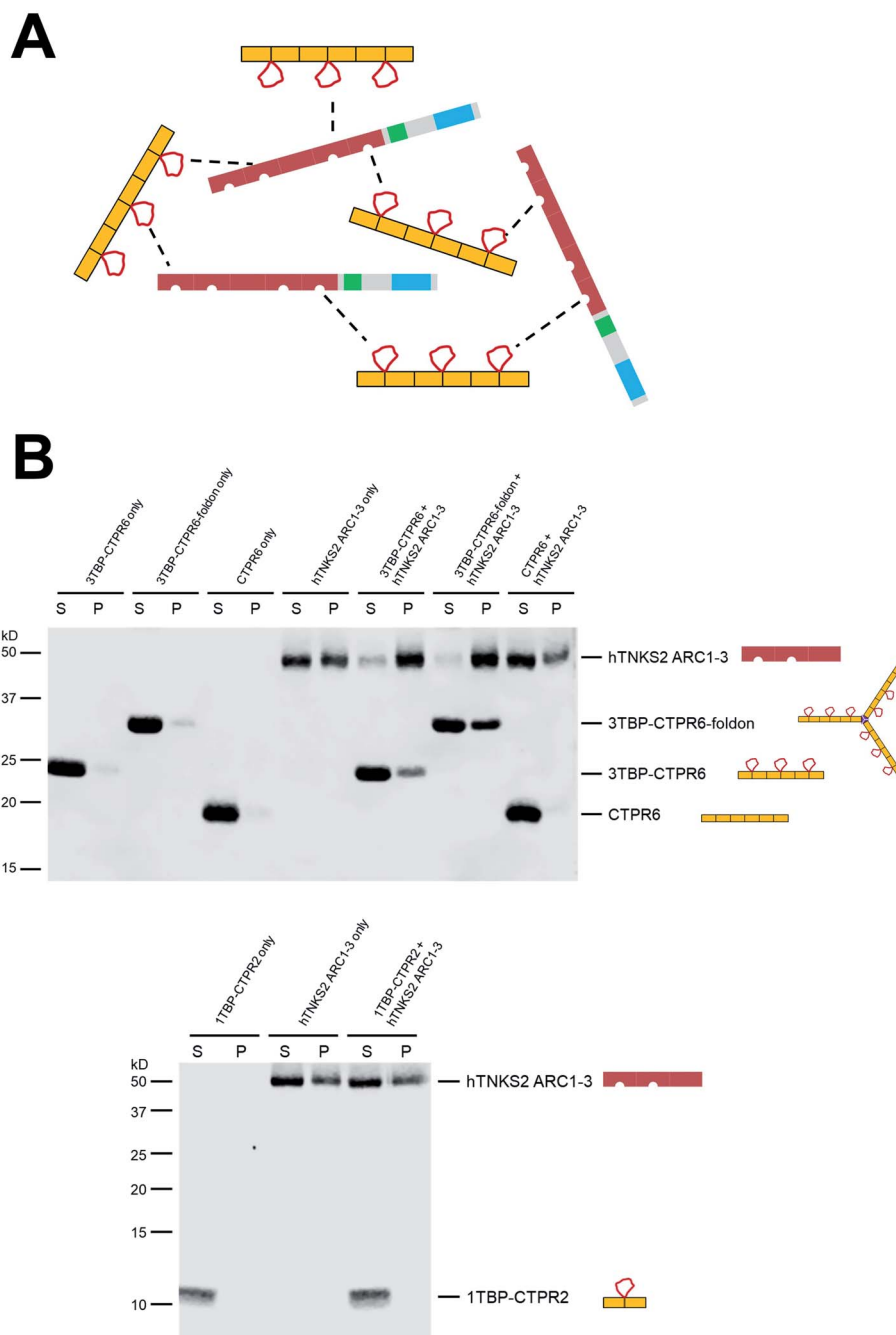 A
B
3TBP-CTPR6 only
3TBP-CTPR6-foldon only
CTPR6 only
hTNKS2 ARC1-3 only
3TBP-CTPR6 +
hTNKS2 ARC1-3
3TBP-CTPR6-foldon +
hTNKS2 ARC1-3
CTPR6 +
hTNKS2 ARC1-3
S P S P S P S P S P S P S P
kD
50
37
25
20
15
hTNKS2 ARC1-3
3TBP-CTPR6-foldon
3TBP-CTPR6
CTPR6
1TBP-CTPR2 only
hTNKS2 ARC1-3 only
1TBP-CTPR2 +
hTNKS2 ARC1-3
S P S P S P
kD
50
37
25
20
15
10
hTNKS2 ARC1-3
1TBP-CTPR2